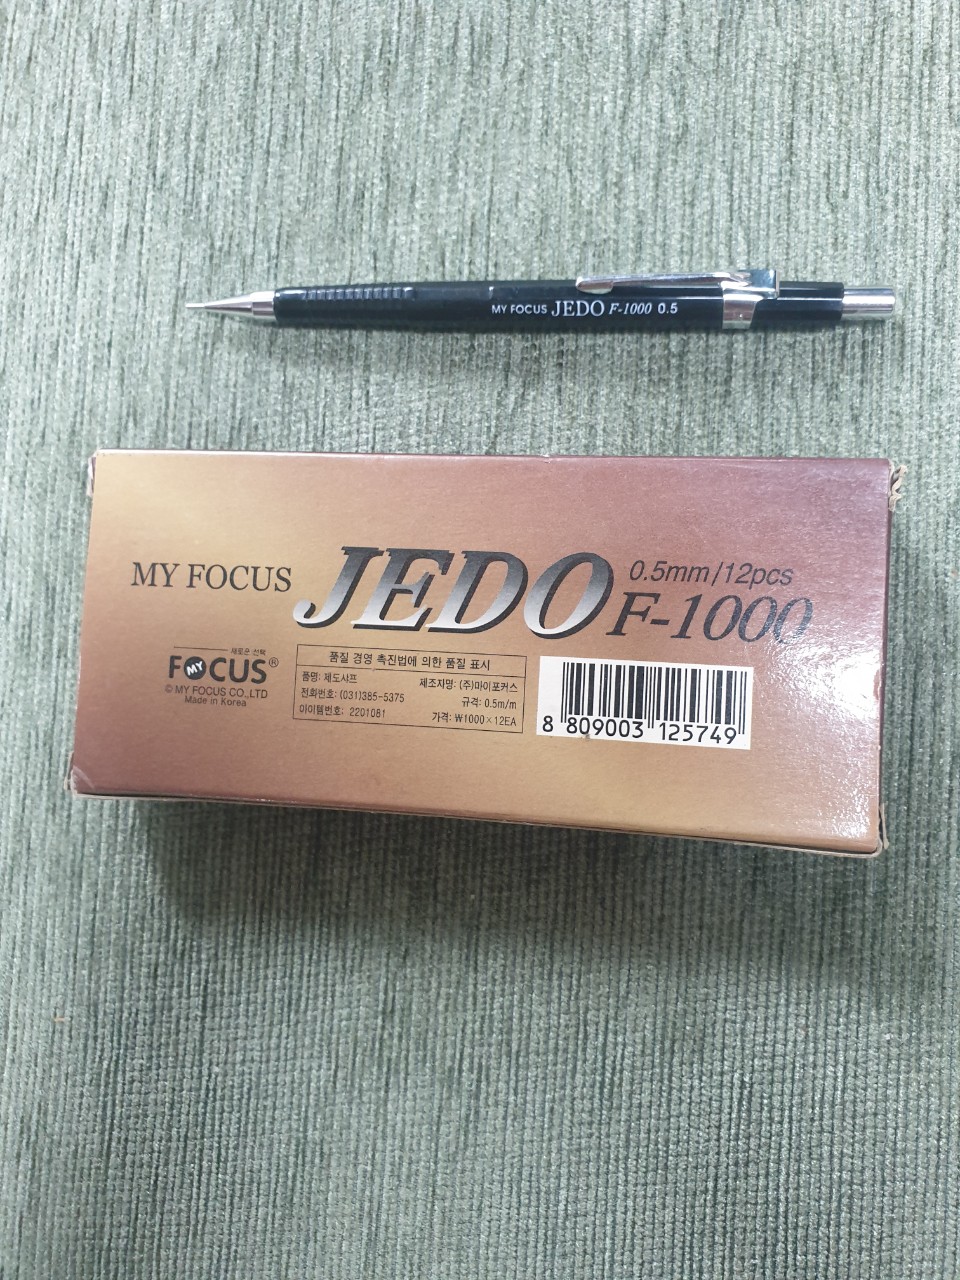 MY FOCUS JEDO F-1000 0.5
MY FOCUS JEDO 0.5mm/12pcs
F-1000
새로운 선택
FOCUS®
MY
© MY FOCUS CO.,LTD
Made in Korea
품질 경영 촉진법에 의한 품질 표시
품명: 제도샤프 제조자명: (주)마이포커스
전화번호: (031)385-5375 규격: 0.5m/m
아이템번호: 2201081 가격: ₩1000×12EA
8 809003 125749